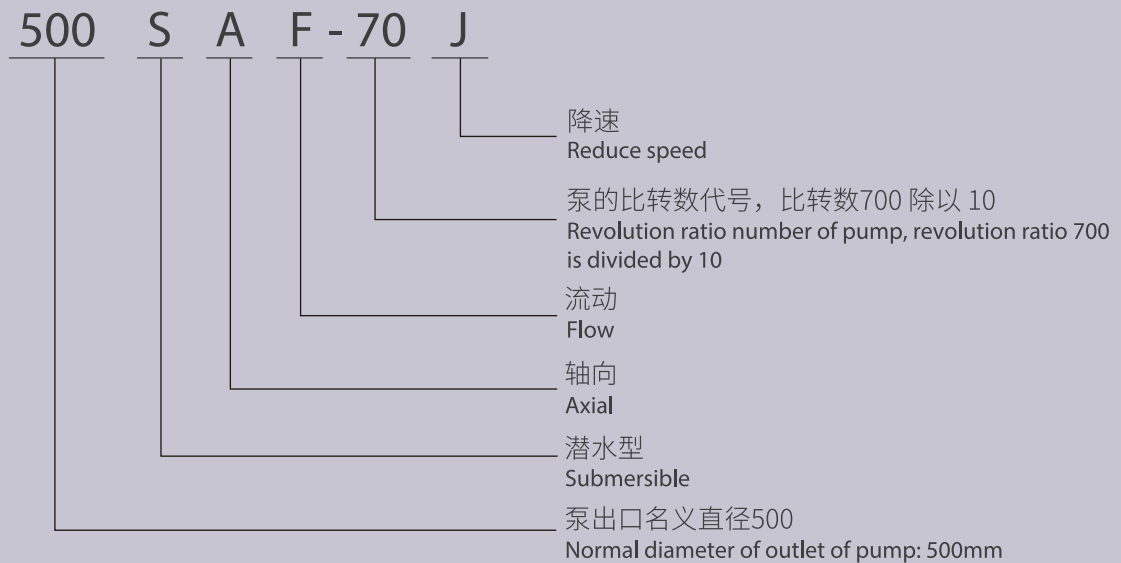 500 S A F - 70 J
降速
Reduce speed
泵的比转数代号，比转数700 除以 10
Revolution ratio number of pump, revolution ratio 700
is divided by 10
流动
Flow
轴向
Axial
潜水型
Submersible
泵出口名义直径500
Normal diameter of outlet of pump: 500mm